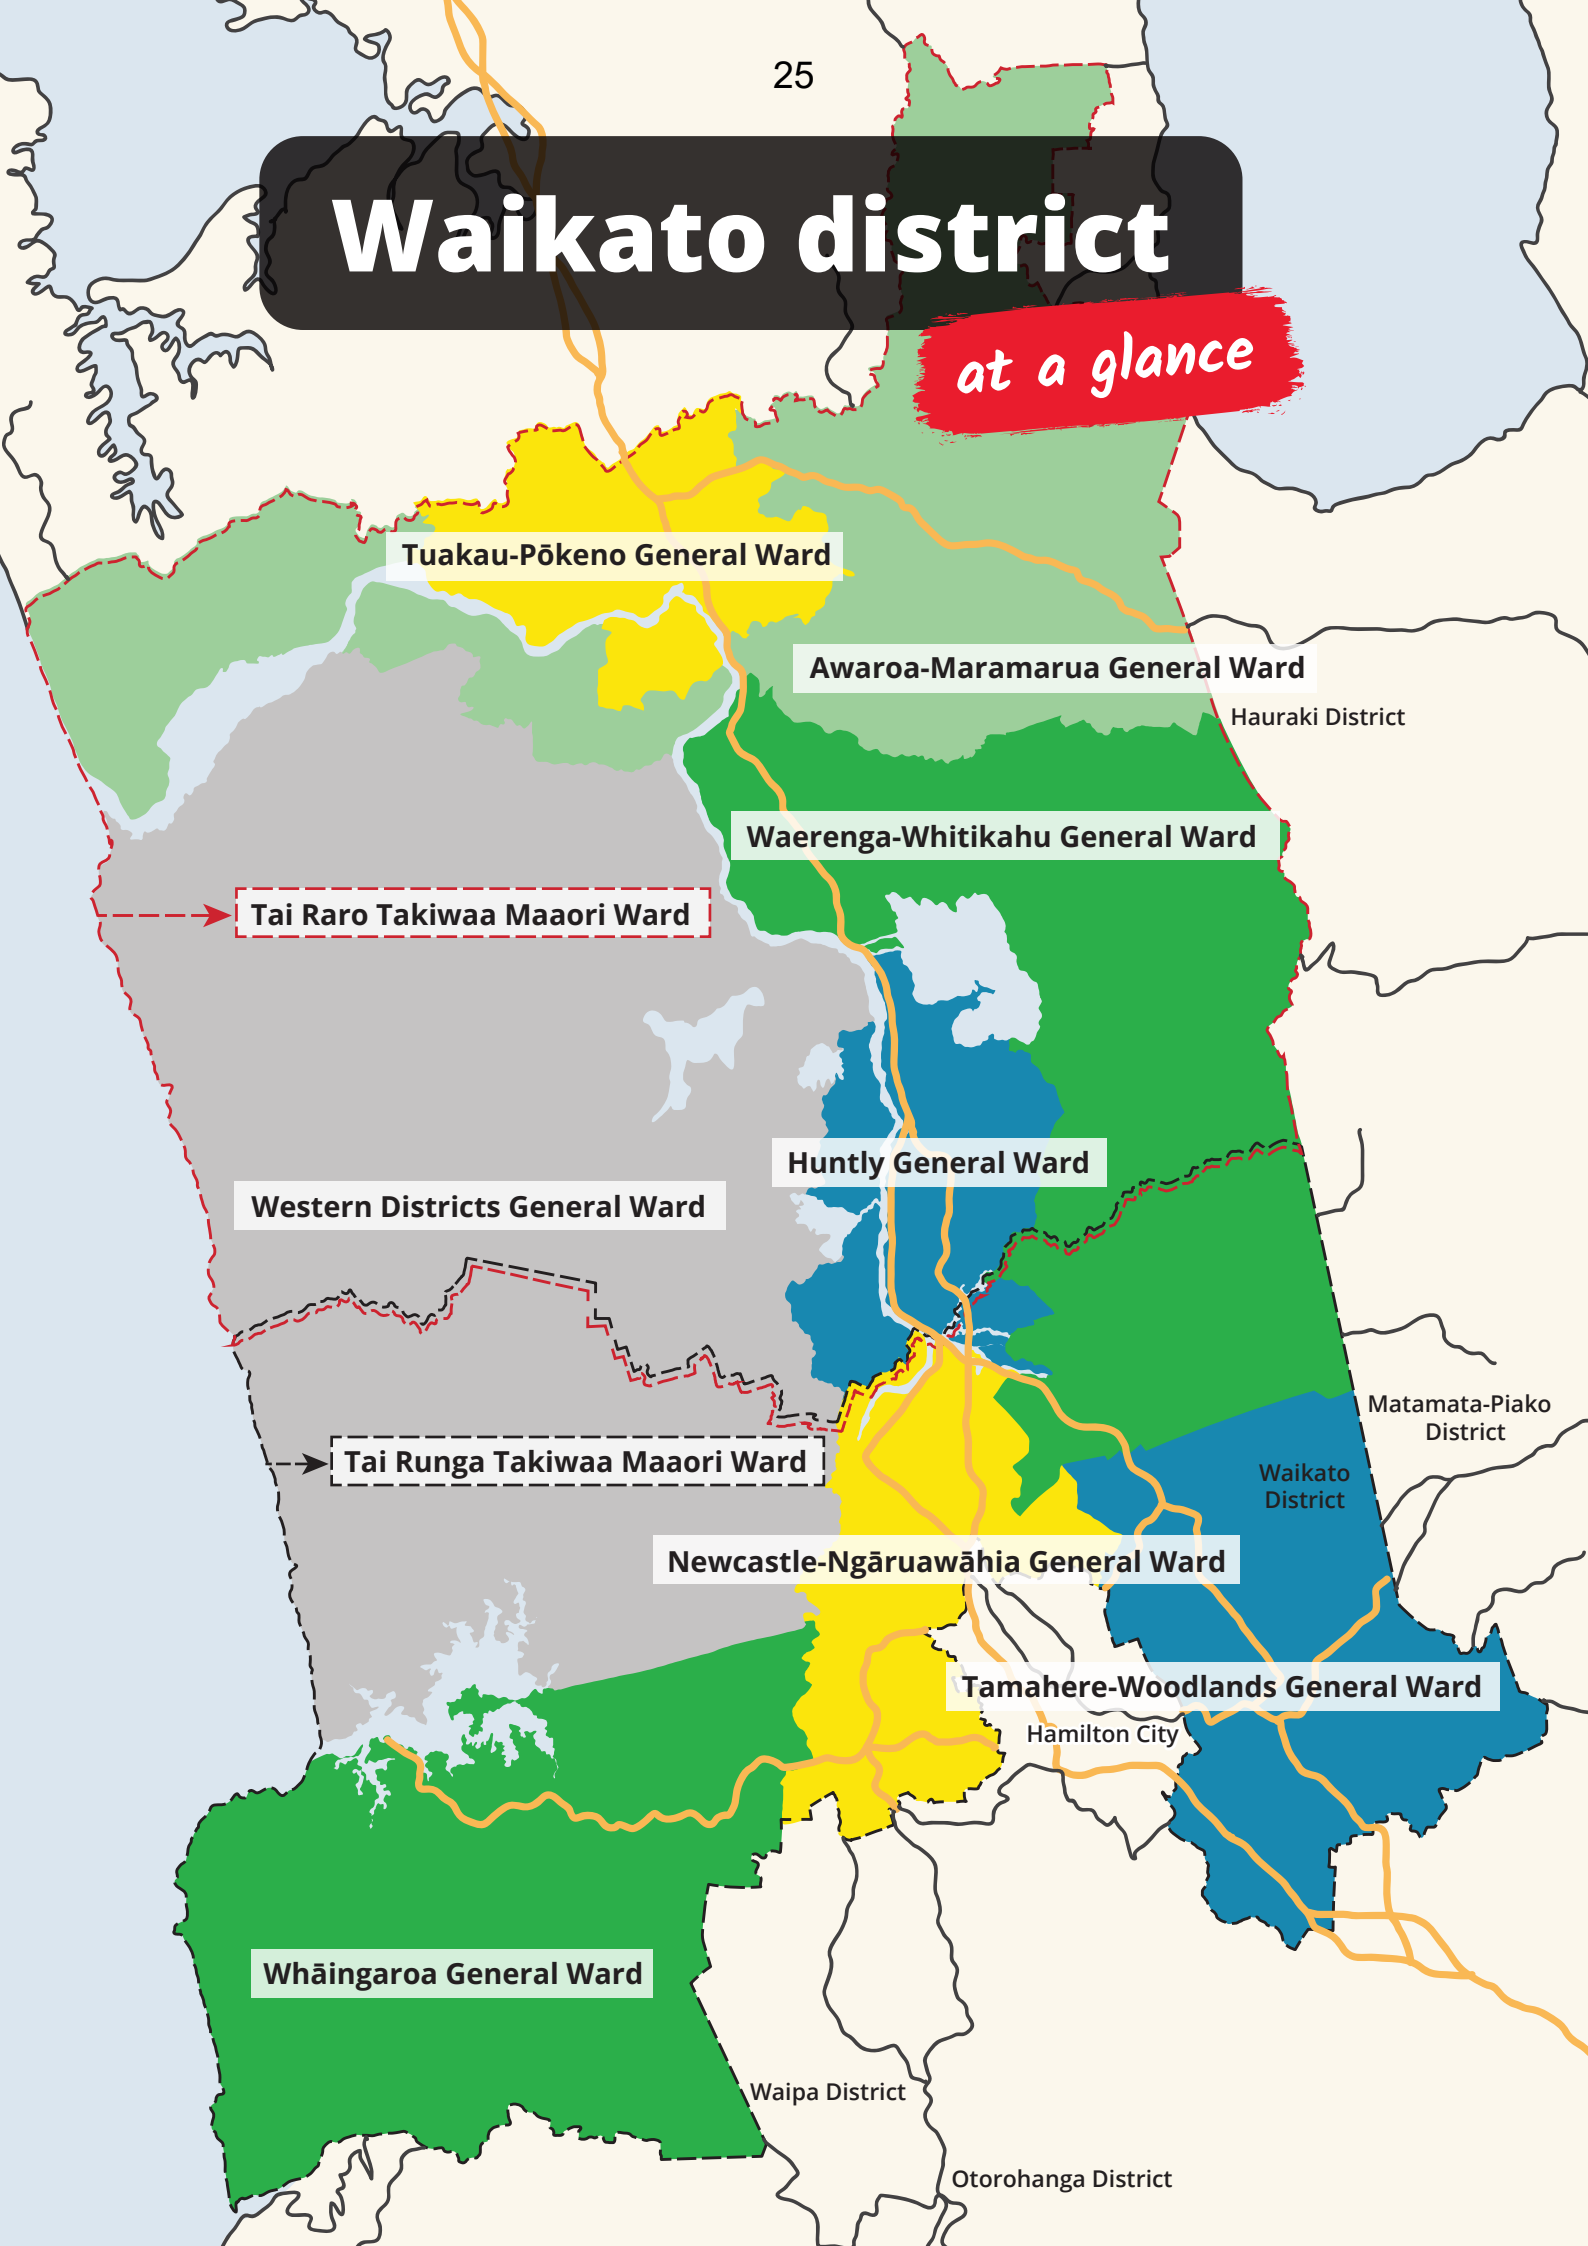 25
Waikato district
at a glance
Tuakau-Pōkeno General Ward
Awaroa-Maramarua General Ward
Hauraki District
Waerenga-Whitikahu General Ward
Tai Raro Takiwaa Maaori Ward
Huntly General Ward
Western Districts General Ward
Matamata-Piako
District
Tai Runga Takiwaa Maaori Ward
Waikato
District
Newcastle-Ngāruawāhia General Ward
Tamahere-Woodlands General Ward
Hamilton City
Whāingaroa General Ward
Waipa District
Otorohanga District